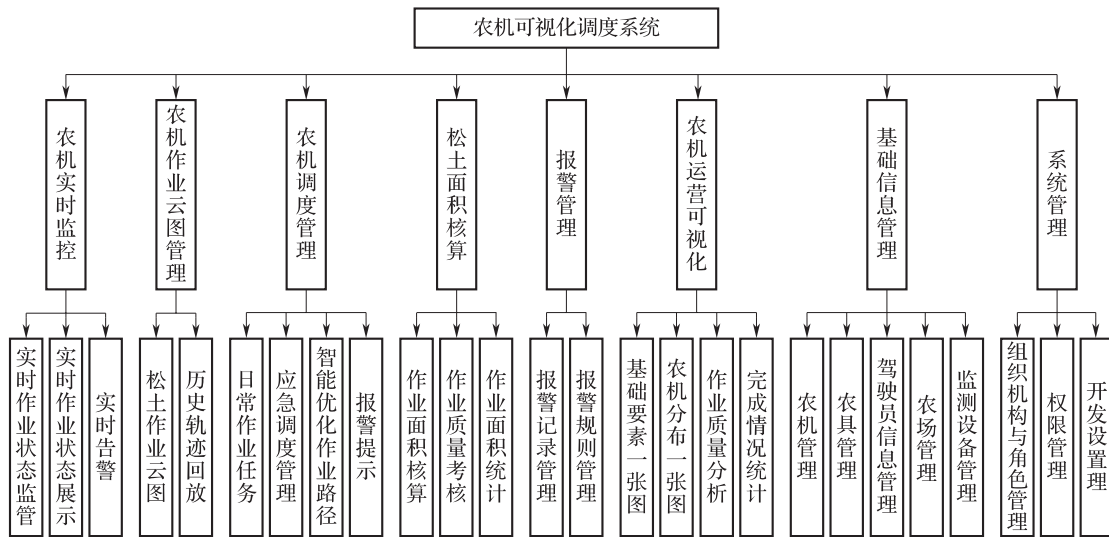 农机可视化调度系统
农机实时监控
农机作业云图管理
农机调度管理
松土面积核算
报警管理
农机运营可视化
基础信息管理
系统管理
实时作业状态监管
实时作业状态展示
实时告警
松土作业云图
历史轨迹回放
日常作业任务
应急调度管理
智能优化作业路径
报警提示
作业面积核算
作业质量考核
作业面积统计
报警记录管理
报警规则管理
基础要素一张图
农机分布一张图
作业质量分析
完成情况统计
农机管理
农具管理
驾驶员信息管理
农场管理
监测设备管理
组织机构与角色管理
权限管理
开发设置理